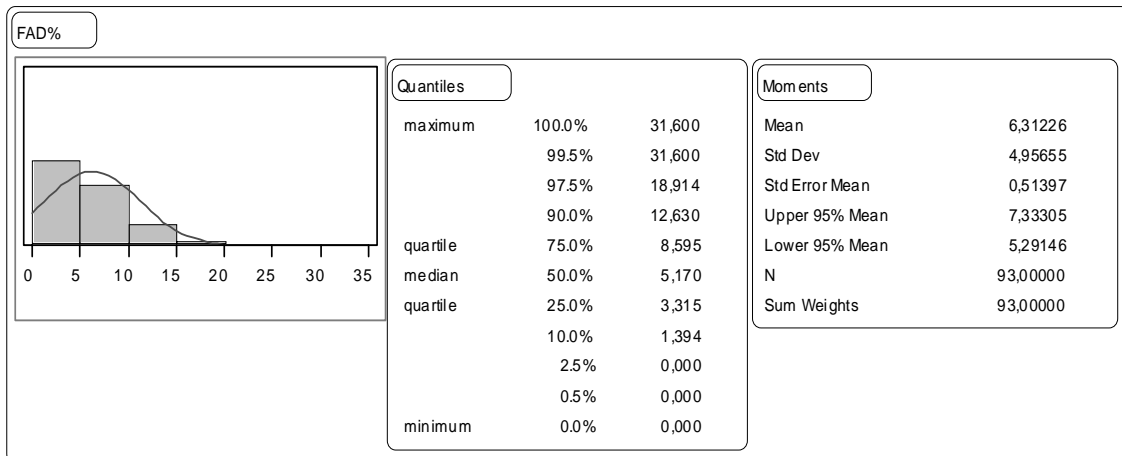 FAD%
0 5 10 15 20 25 30 35
Quantiles
maximum 100.0% 31,600
99.5% 31,600
97.5% 18,914
90.0% 12,630
quartile 75.0% 8,595
median 50.0% 5,170
quartile 25.0% 3,315
10.0% 1,394
2.5% 0,000
0.5% 0,000
minimum 0.0% 0,000
Moments
Mean 6,31226
Std Dev 4,95655
Std Error Mean 0,51397
Upper 95% Mean 7,33305
Lower 95% Mean 5,29146
N 93,00000
Sum Weights 93,00000